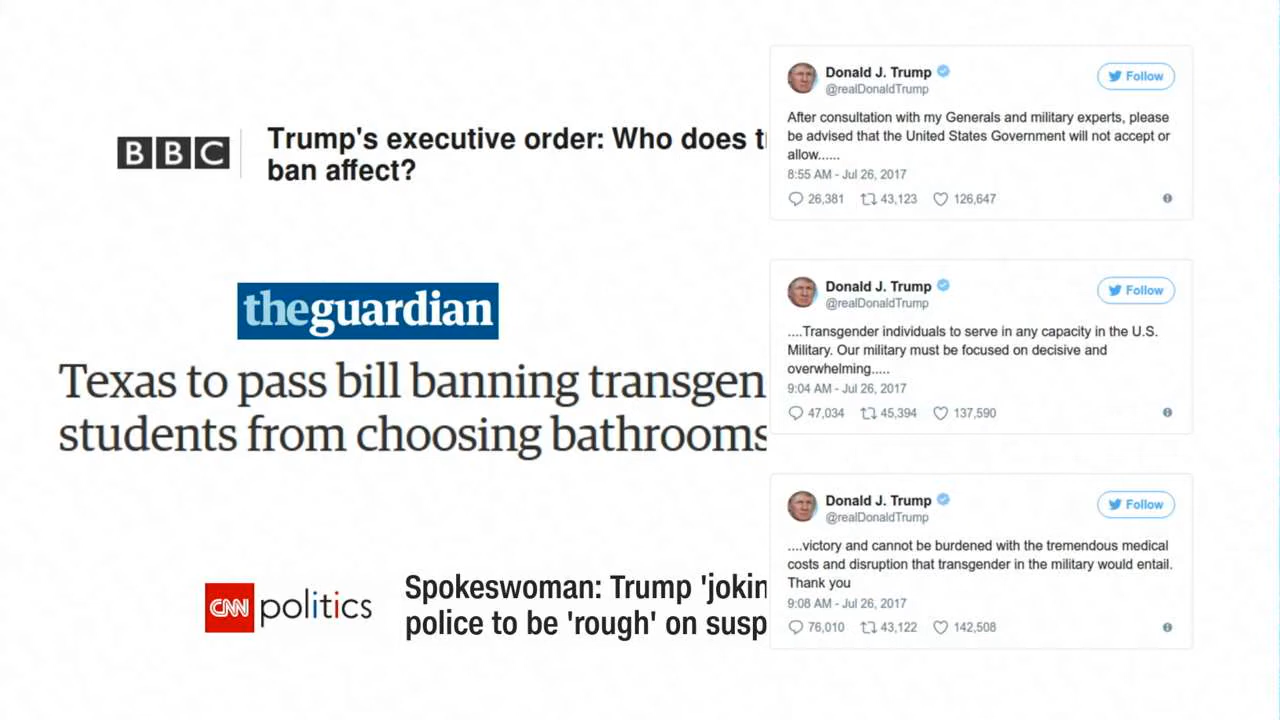 BBC
Trump's executive order: Who does
ban affect?
theguardian
Texas to pass bill banning transgen
students from choosing bathrooms
CNN politics
Spokeswoman: Trump 'jokin
police to be 'rough' on susp
Donald J. Trump
@realDonaldTrump
Follow
After consultation with my Generals and military experts, please
be advised that the United States Government will not accept or
allow......
8:55 AM - Jul 26, 2017
26,381 43,123 126,647
Donald J. Trump
@realDonaldTrump
Follow
....Transgender individuals to serve in any capacity in the U.S.
Military. Our military must be focused on decisive and
overwhelming.....
9:04 AM - Jul 26, 2017
47,034 45,394 137,590
Donald J. Trump
@realDonaldTrump
Follow
....victory and cannot be burdened with the tremendous medical
costs and disruption that transgender in the military would entail.
Thank you
9:08 AM - Jul 26, 2017
76,010 43,122 142,508